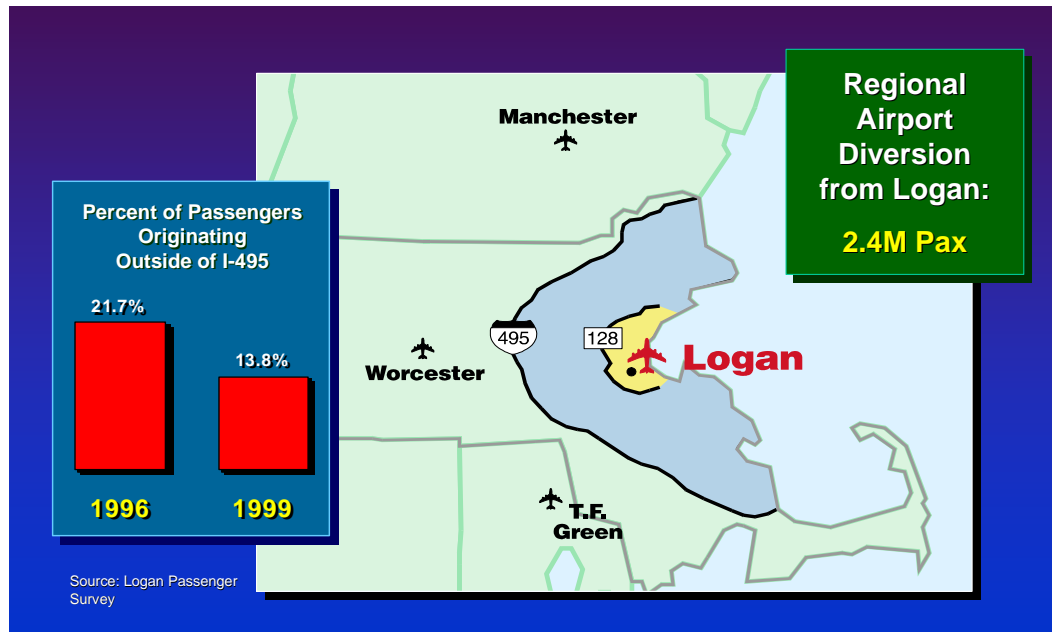 Regional
Airport
Diversion
from Logan:
2.4M Pax
Manchester
Percent of Passengers
Originating
Outside of I-495
21.7%
13.8%
1996
1999
495
128
Logan
Worcester
T.F.
Green
Source: Logan Passenger
Survey